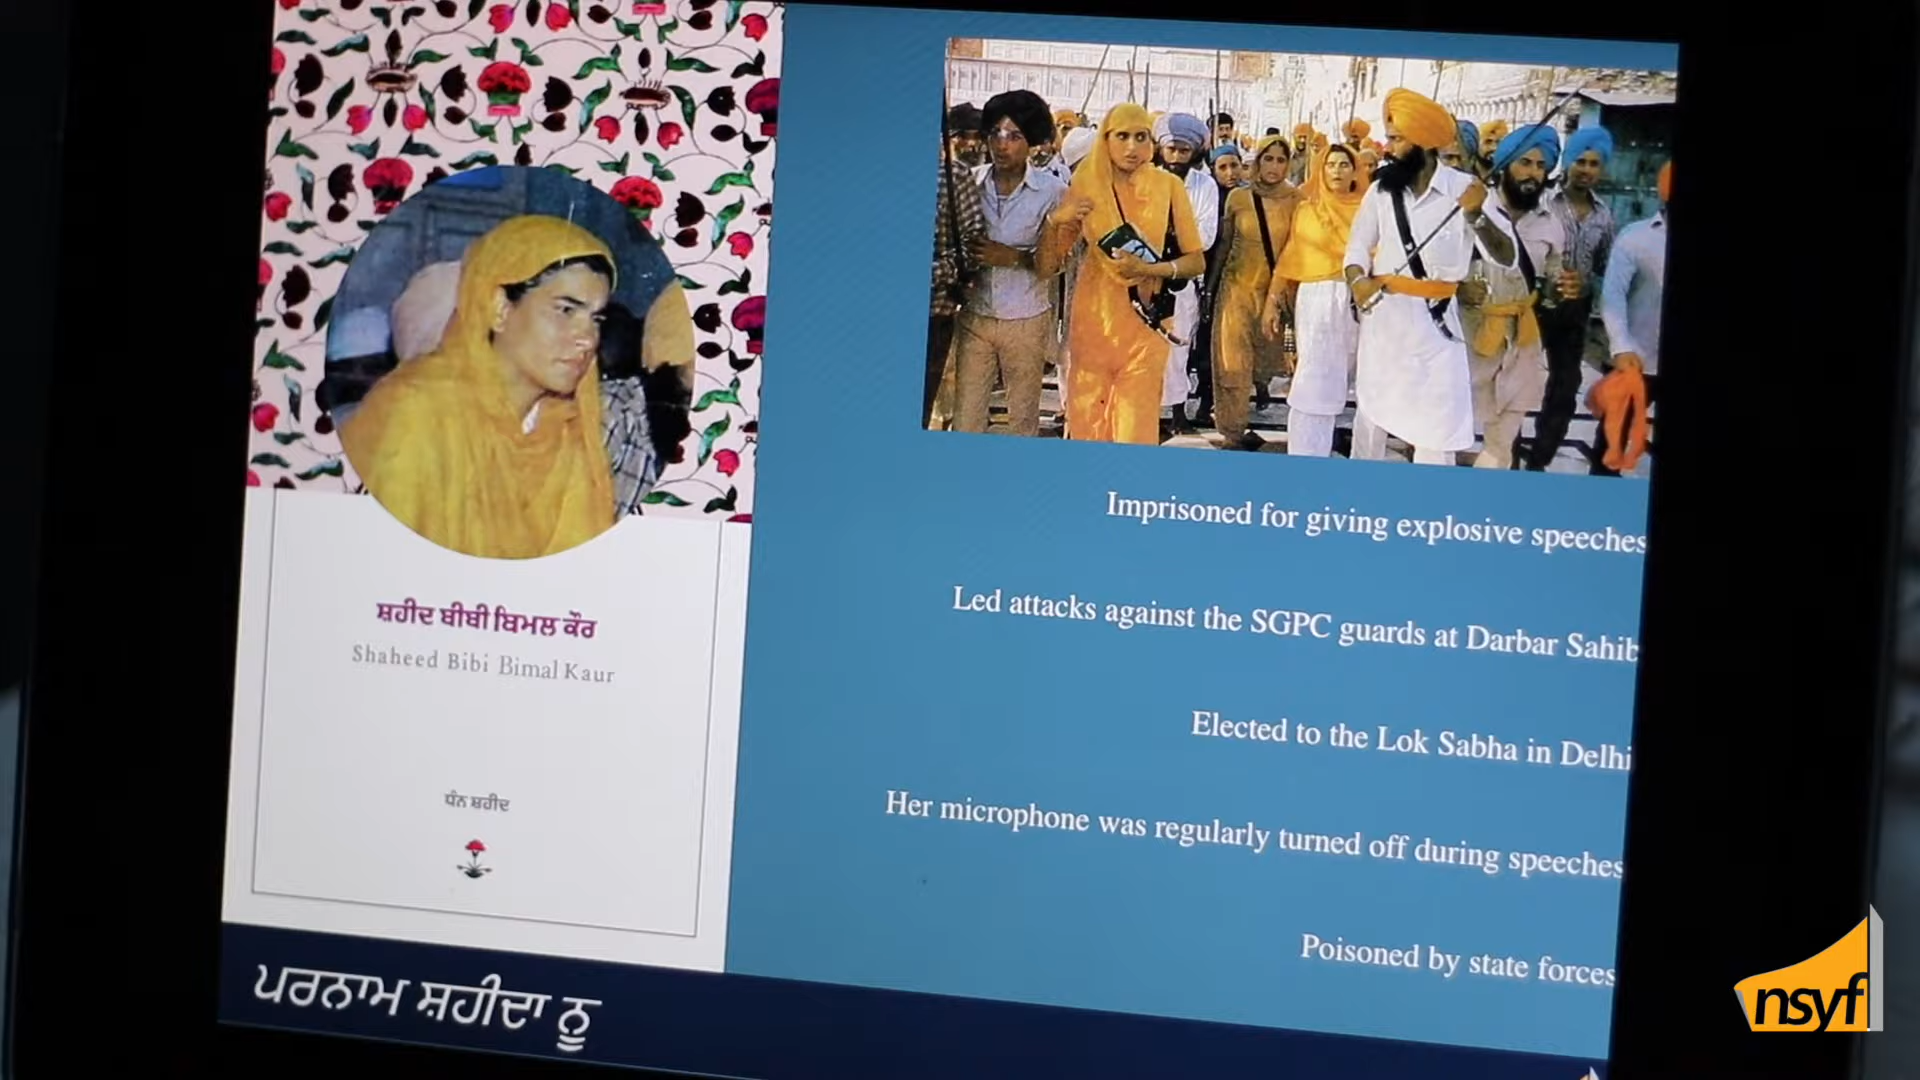 ਸ਼ਹੀਦ ਬੀਬੀ ਬਿਮਲ ਕੌਰ
Shaheed Bibi Bimal Kaur
ਧੰਨ ਸ਼ਹੀਦ
Imprisoned for giving explosive speeches
Led attacks against the SGPC guards at Darbar Sahib
Elected to the Lok Sabha in Delhi
Her microphone was regularly turned off during speeches
Poisoned by state forces
ਪਰਨਾਮ ਸ਼ਹੀਦਾ ਨੂ
nsyf